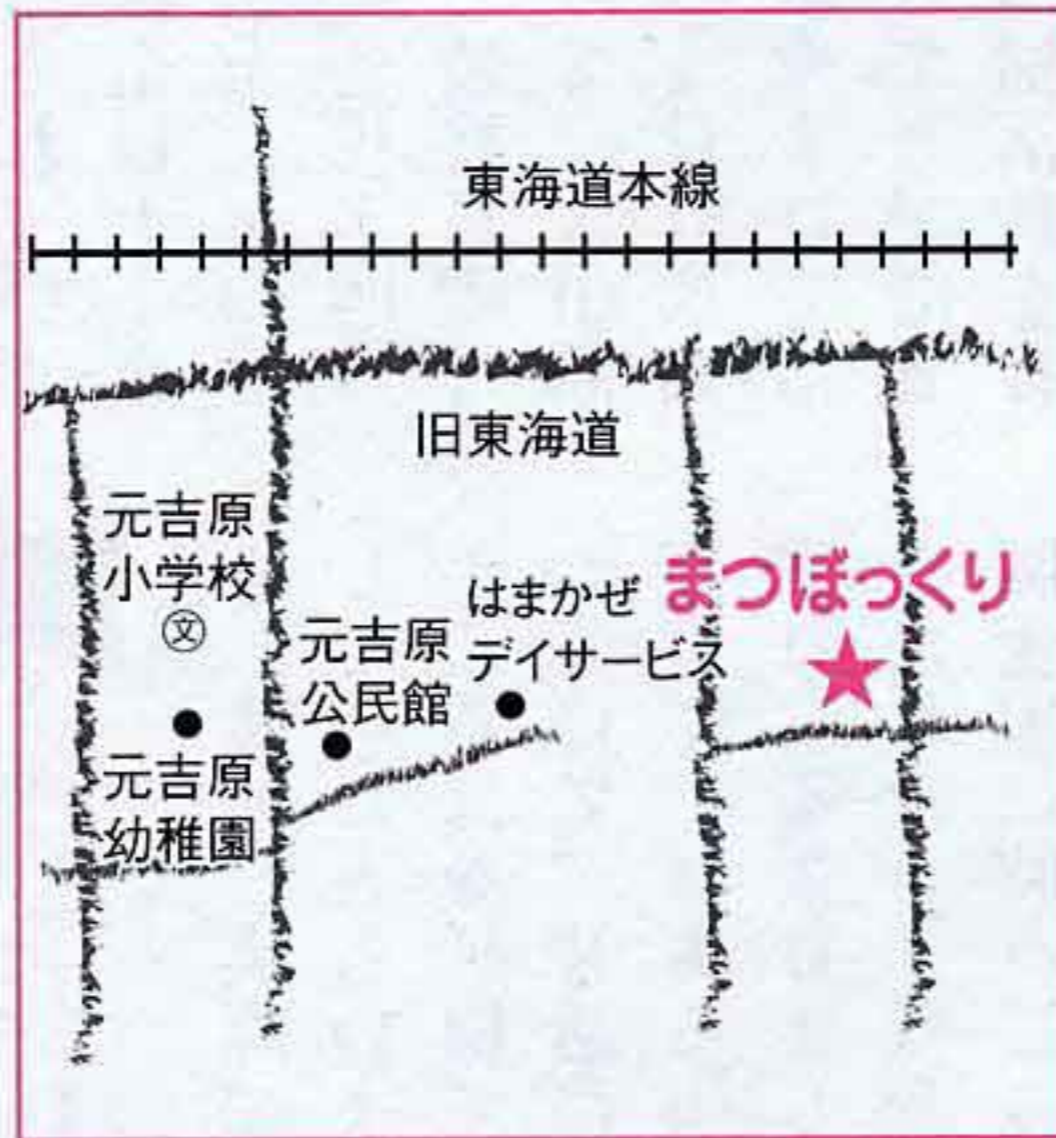 東海道本線
旧東海道
元吉原
小学校
文
元吉原
公民館
はまかぜ
デイサービス
まつぼっくり
元吉原
幼稚園